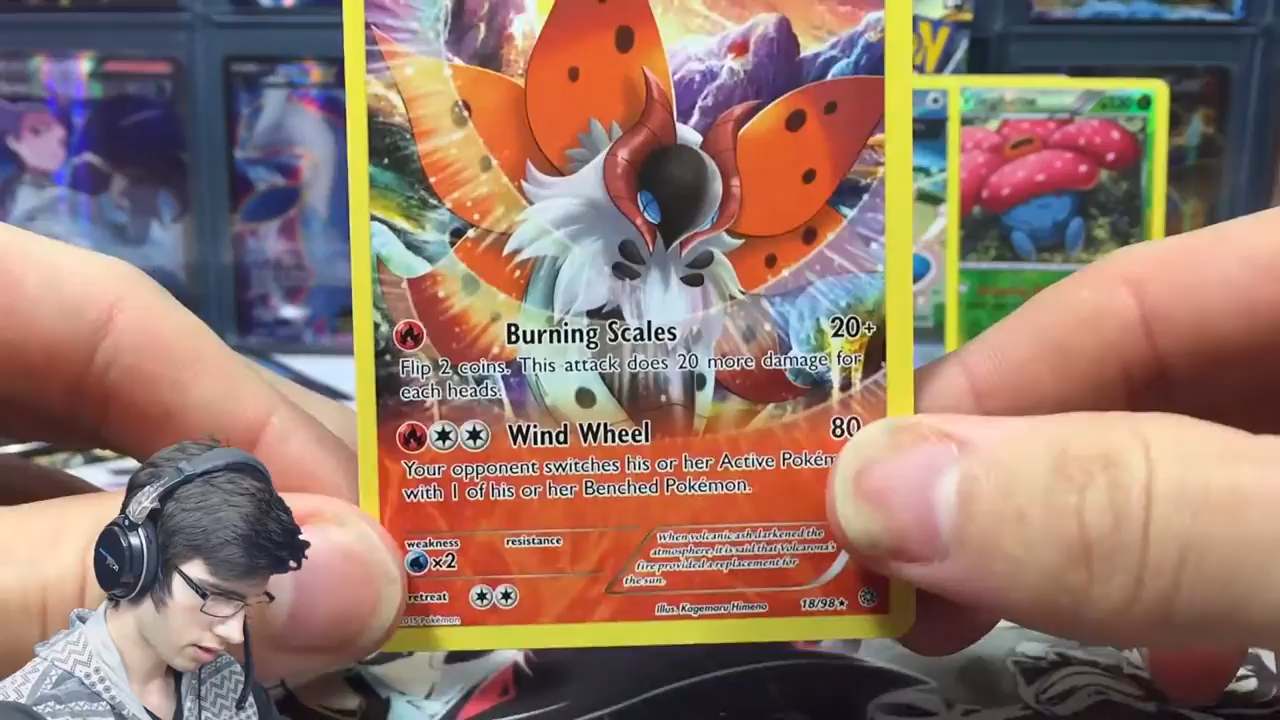 Burning Scales 20+
Flip 2 coins. This attack does 20 more damage for
each heads.
Wind Wheel 80
Your opponent switches his or her Active Pokém
with 1 of his or her Benched Pokémon.
weakness resistance
×2
When volcanic ash darkened the
atmosphere, it is said that Volcarona's
fire provided a replacement for
the sun.
retreat
Illus. Kagemaru Himeno 18/98
2015 Pokémon